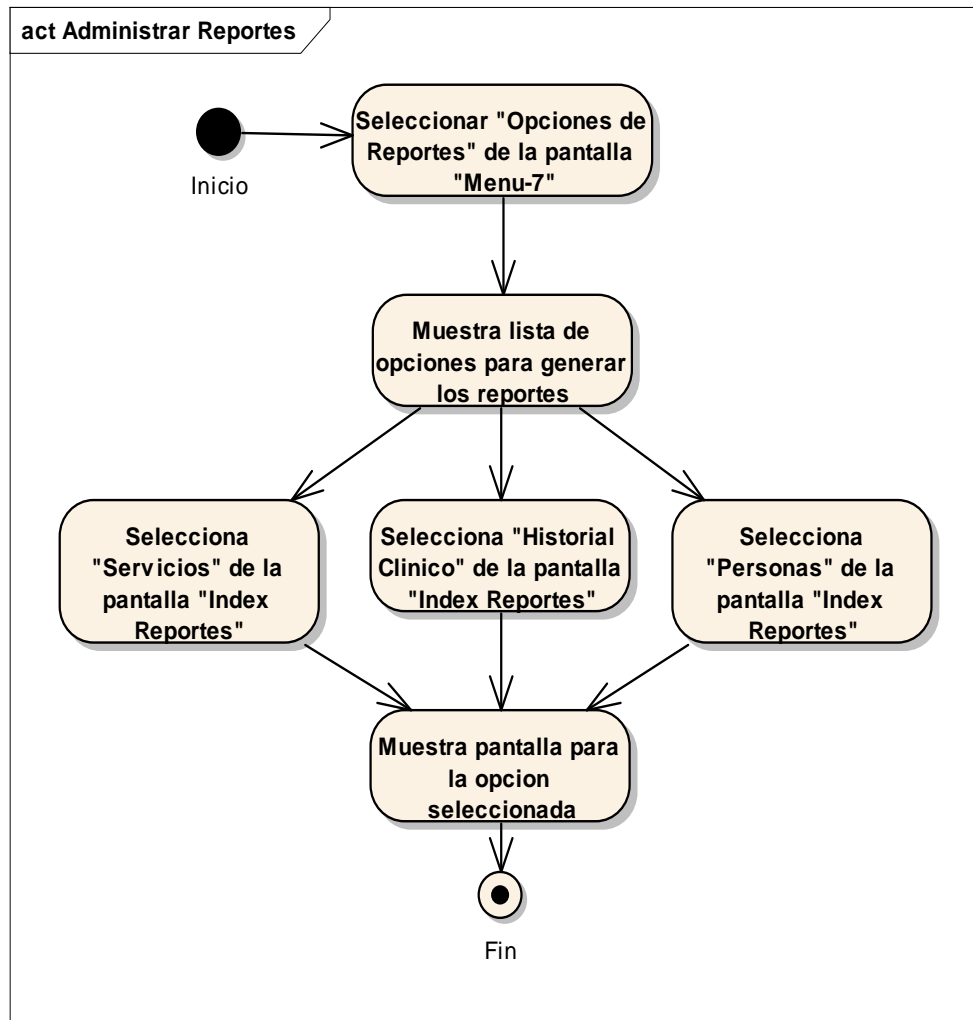 act Administrar Reportes
Inicio
Seleccionar "Opciones de
Reportes" de la pantalla
"Menu-7"
Muestra lista de
opciones para generar
los reportes
Selecciona
"Servicios" de la
pantalla "Index
Reportes"
Selecciona "Historial
Clinico" de la pantalla
"Index Reportes"
Selecciona
"Personas" de la
pantalla "Index
Reportes"
Muestra pantalla para
la opcion
seleccionada
Fin